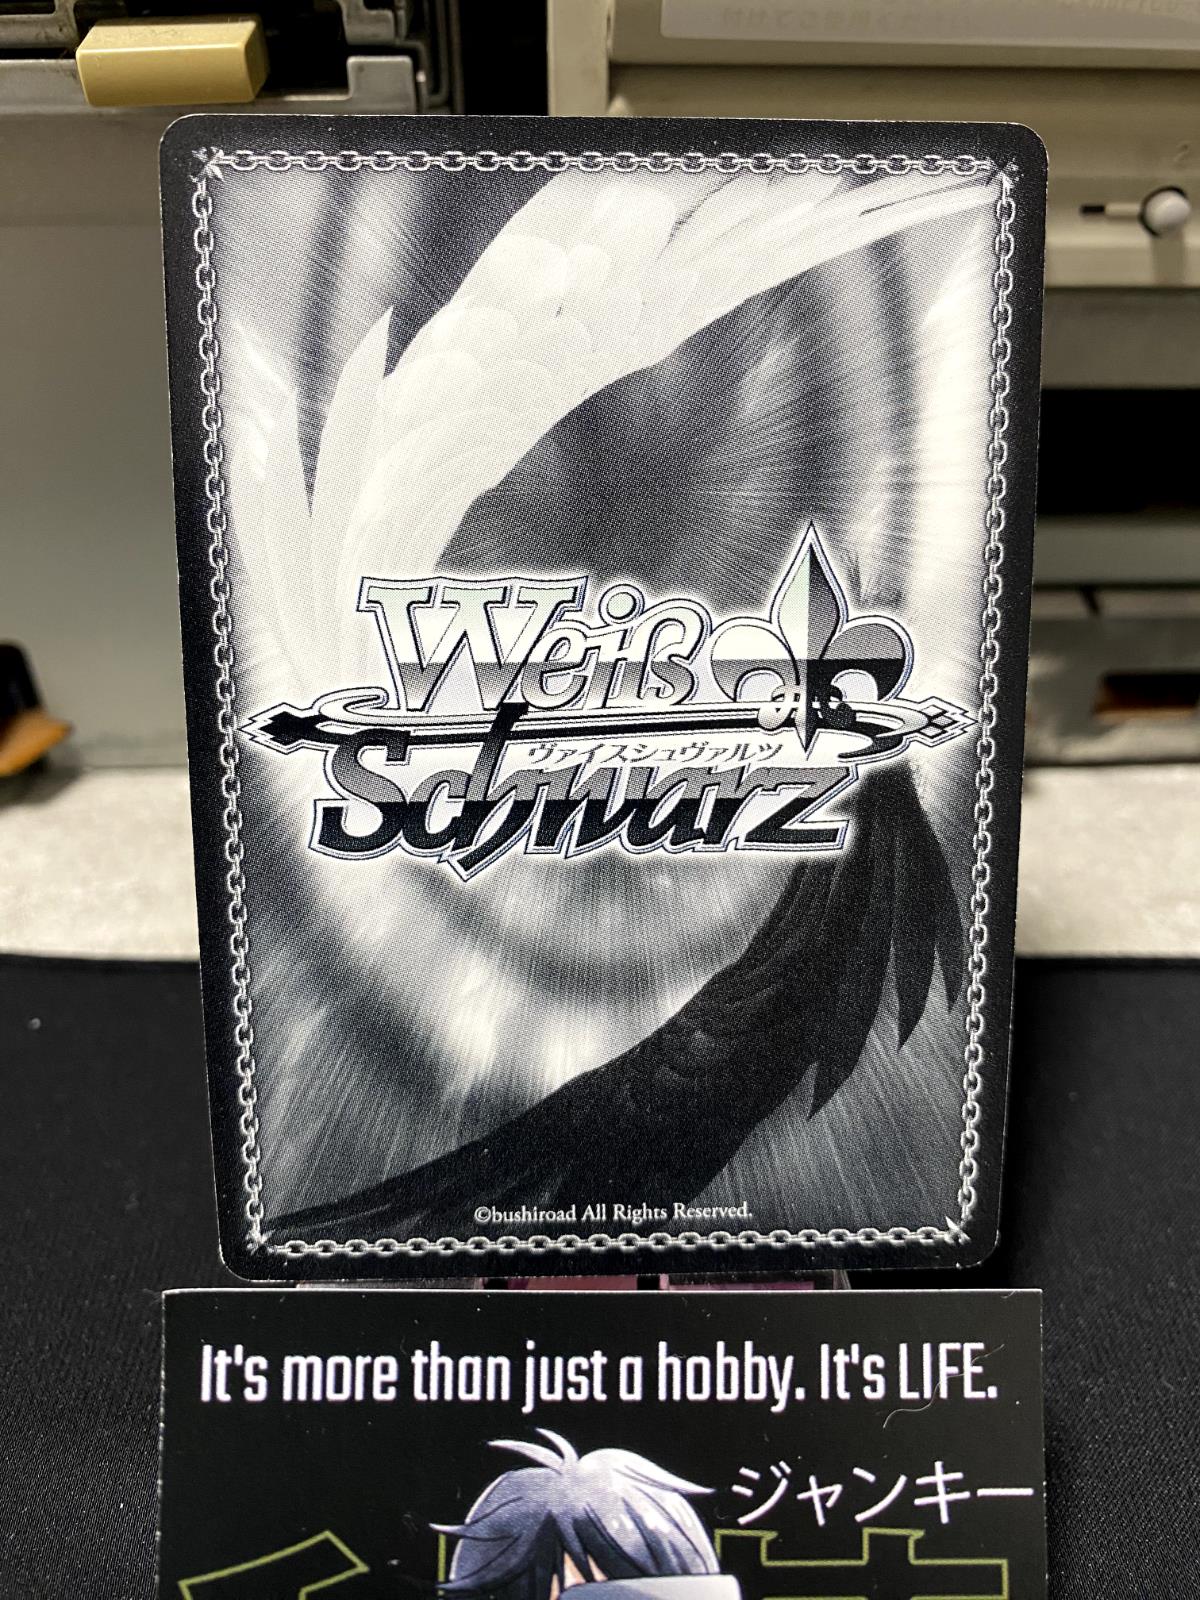 Weiß
ヴァイスシュヴァルツ
Schwarz
©bushiroad All Rights Reserved.
It's more than just a hobby. It's LIFE.
ジャンキー